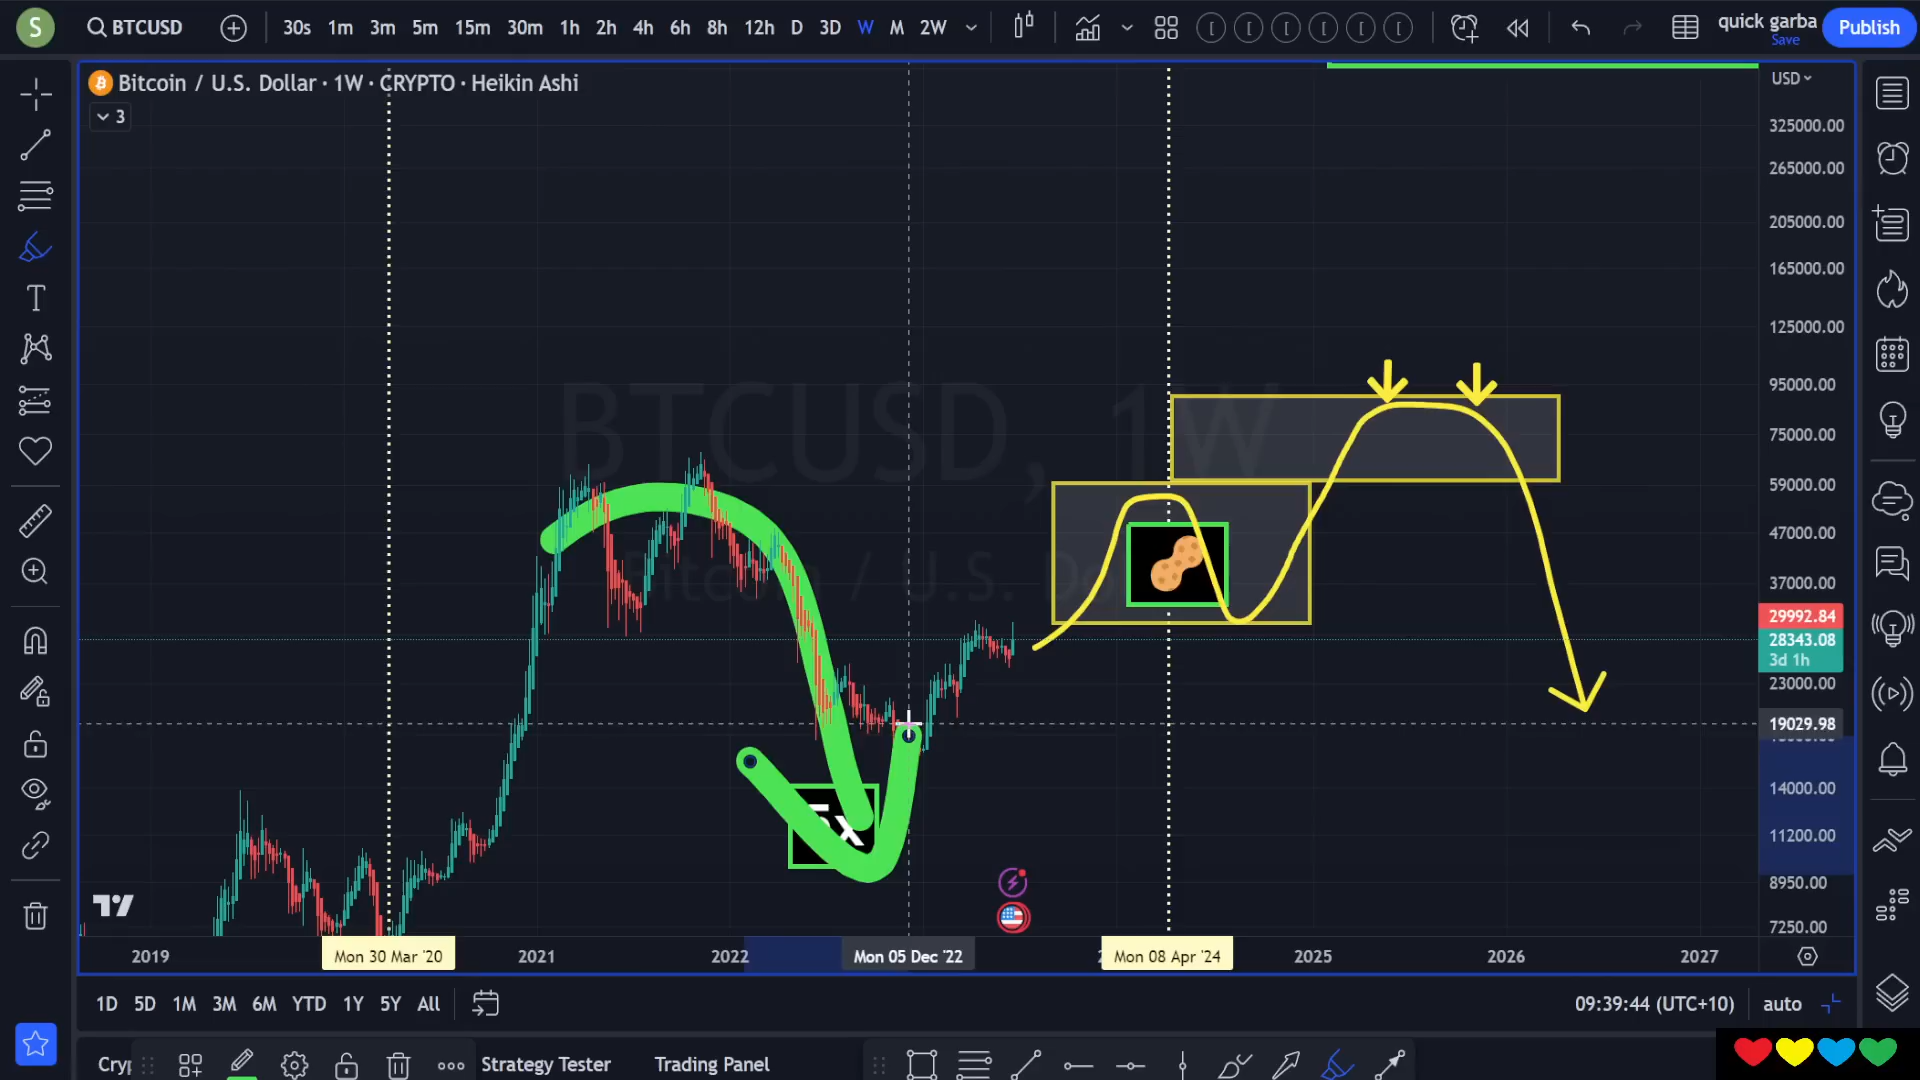 S BTCUSD 30s 1m 3m 5m 15m 30m 1h 2h 4h 6h 8h 12h D 3D W M 2W quick garba Save Publish
Bitcoin / U.S. Dollar · 1W · CRYPTO · Heikin Ashi USD
3
325000.00
265000.00
205000.00
165000.00
125000.00
95000.00
BTCUSD, 1W
75000.00
59000.00
47000.00
Bitcoin / U.S. Do
37000.00
29992.84
28343.08
3d 1h
23000.00
19029.98
14000.00
11200.00
8950.00
7250.00
2019 Mon 30 Mar '20 2021 2022 Mon 05 Dec '22 Mon 08 Apr '24 2025 2026 2027
1D 5D 1M 3M 6M YTD 1Y 5Y All 09:39:44 (UTC+10) auto
Cryp Strategy Tester Trading Panel